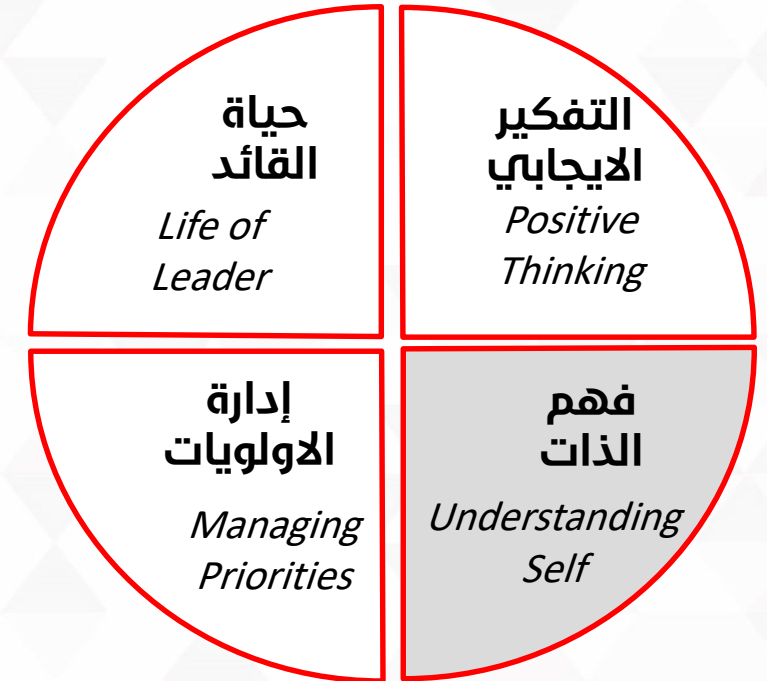 حياة
القائد
Life of
Leader
التفكير
الايجابي
Positive
Thinking
إدارة
الاولويات
Managing
Priorities
فهم
الذات
Understanding
Self